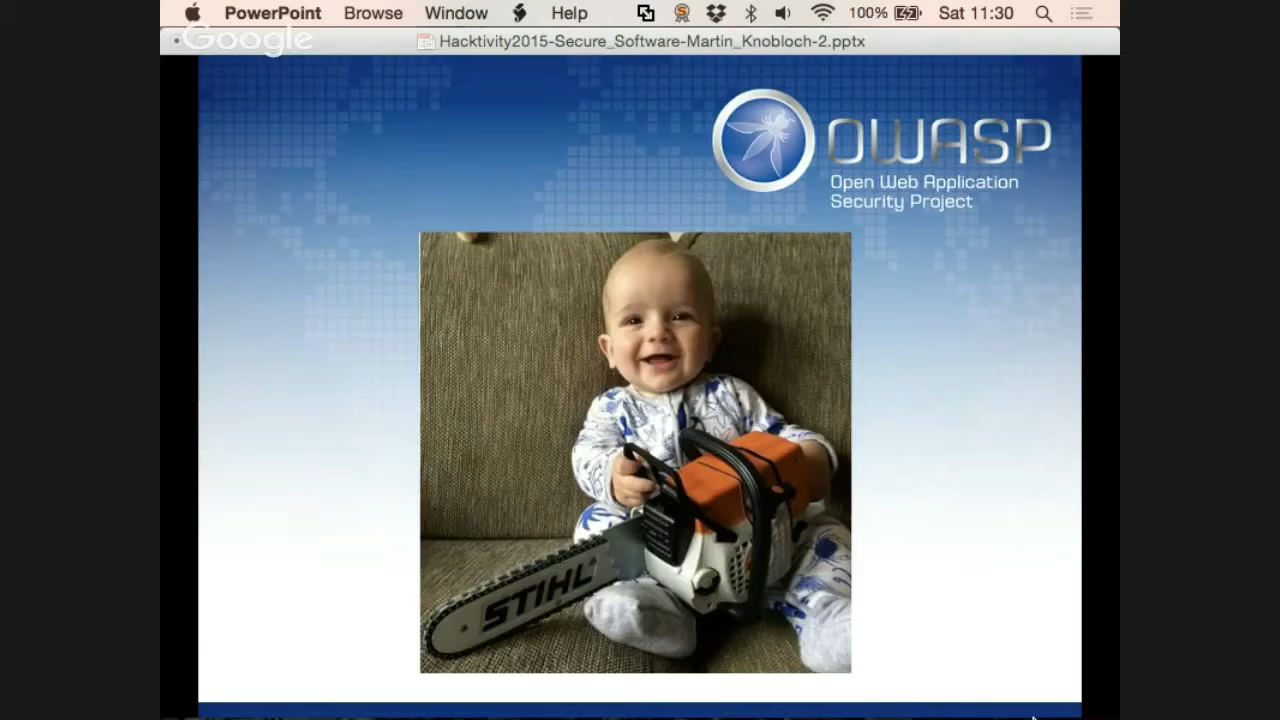 PowerPoint Browse Window Help 100% Sat 11:30
Google
Hacktivity2015-Secure_Software-Martin_Knobloch-2.pptx
OWASP
Open Web Application
Security Project
STIHL